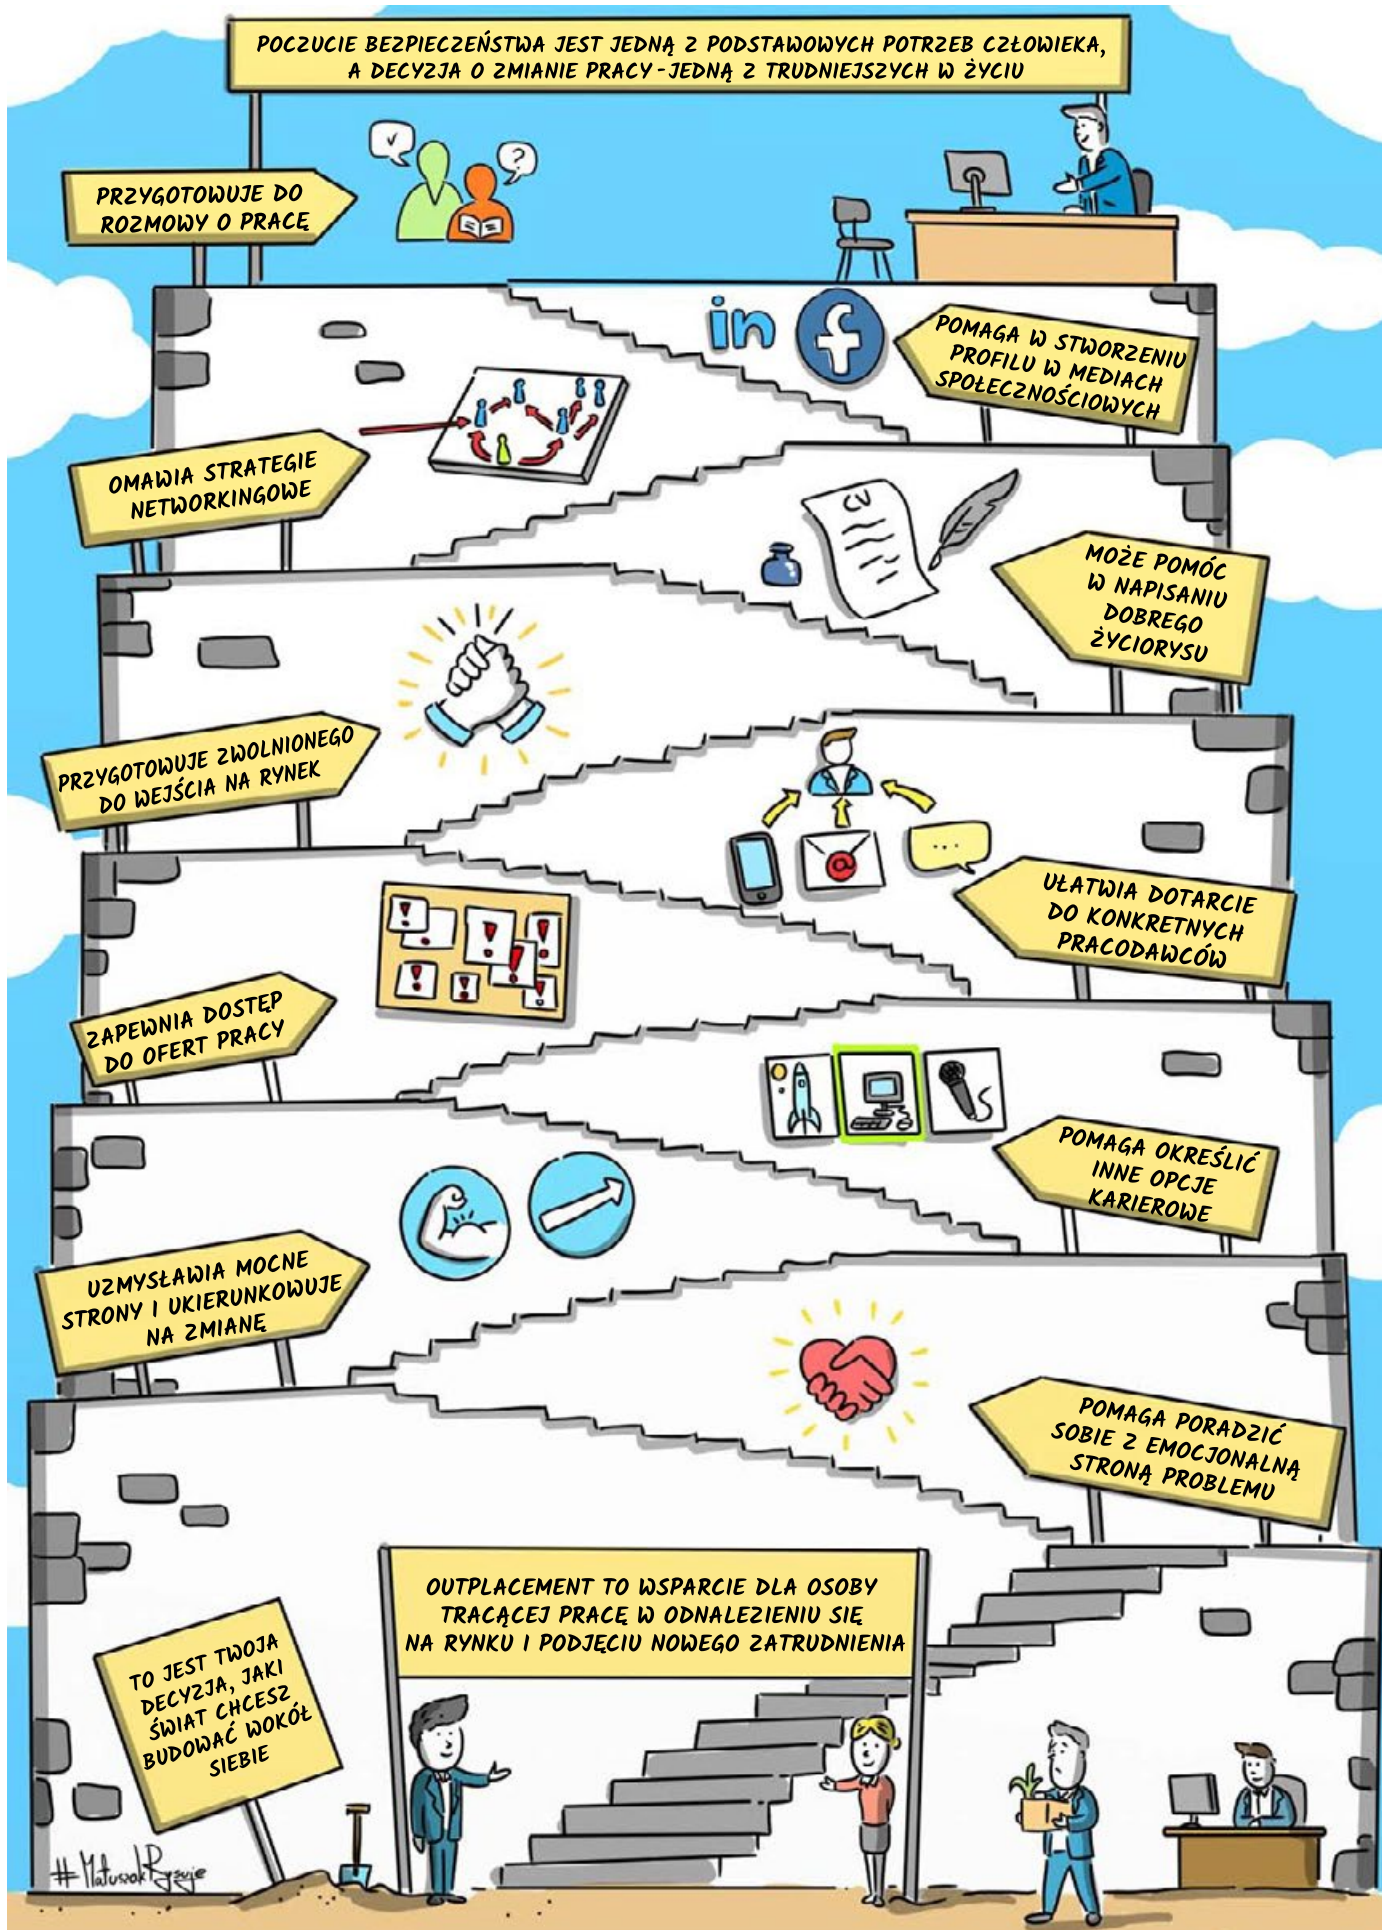 POCZUCIE BEZPIECZEŃSTWA JEST JEDNĄ Z PODSTAWOWYCH POTRZEB CZŁOWIEKA,
A DECYZJA O ZMIANIE PRACY - JEDNĄ Z TRUDNIEJSZYCH W ŻYCIU
PRZYGOTOWUJE DO
ROZMOWY O PRACĘ
in
f
POMAGA W STWORZENIU
PROFILU W MEDIACH
SPOŁECZNOŚCIOWYCH
OMAWIA STRATEGIE
NETWORKINGOWE
CV
MOŻE POMÓC
W NAPISANIU
DOBREGO
ŻYCIORYSU
PRZYGOTOWUJE ZWOLNIONEGO
DO WEJŚCIA NA RYNEK
@
...
UŁATWIA DOTARCIE
DO KONKRETNYCH
PRACODAWCÓW
ZAPEWNIA DOSTĘP
DO OFERT PRACY
POMAGA OKREŚLIĆ
INNE OPCJE
KARIEROWE
UZMYSŁAWIA MOCNE
STRONY I UKIERUNKOWUJE
NA ZMIANĘ
POMAGA PORADZIĆ
SOBIE Z EMOCJONALNĄ
STRONĄ PROBLEMU
OUTPLACEMENT TO WSPARCIE DLA OSOBY
TRACĄCEJ PRACĘ W ODNALEZIENIU SIĘ
NA RYNKU I PODJĘCIU NOWEGO ZATRUDNIENIA
TO JEST TWOJA
DECYZJA, JAKI
ŚWIAT CHCESZ
BUDOWAĆ WOKÓŁ
SIEBIE
#MatuszakRysuje